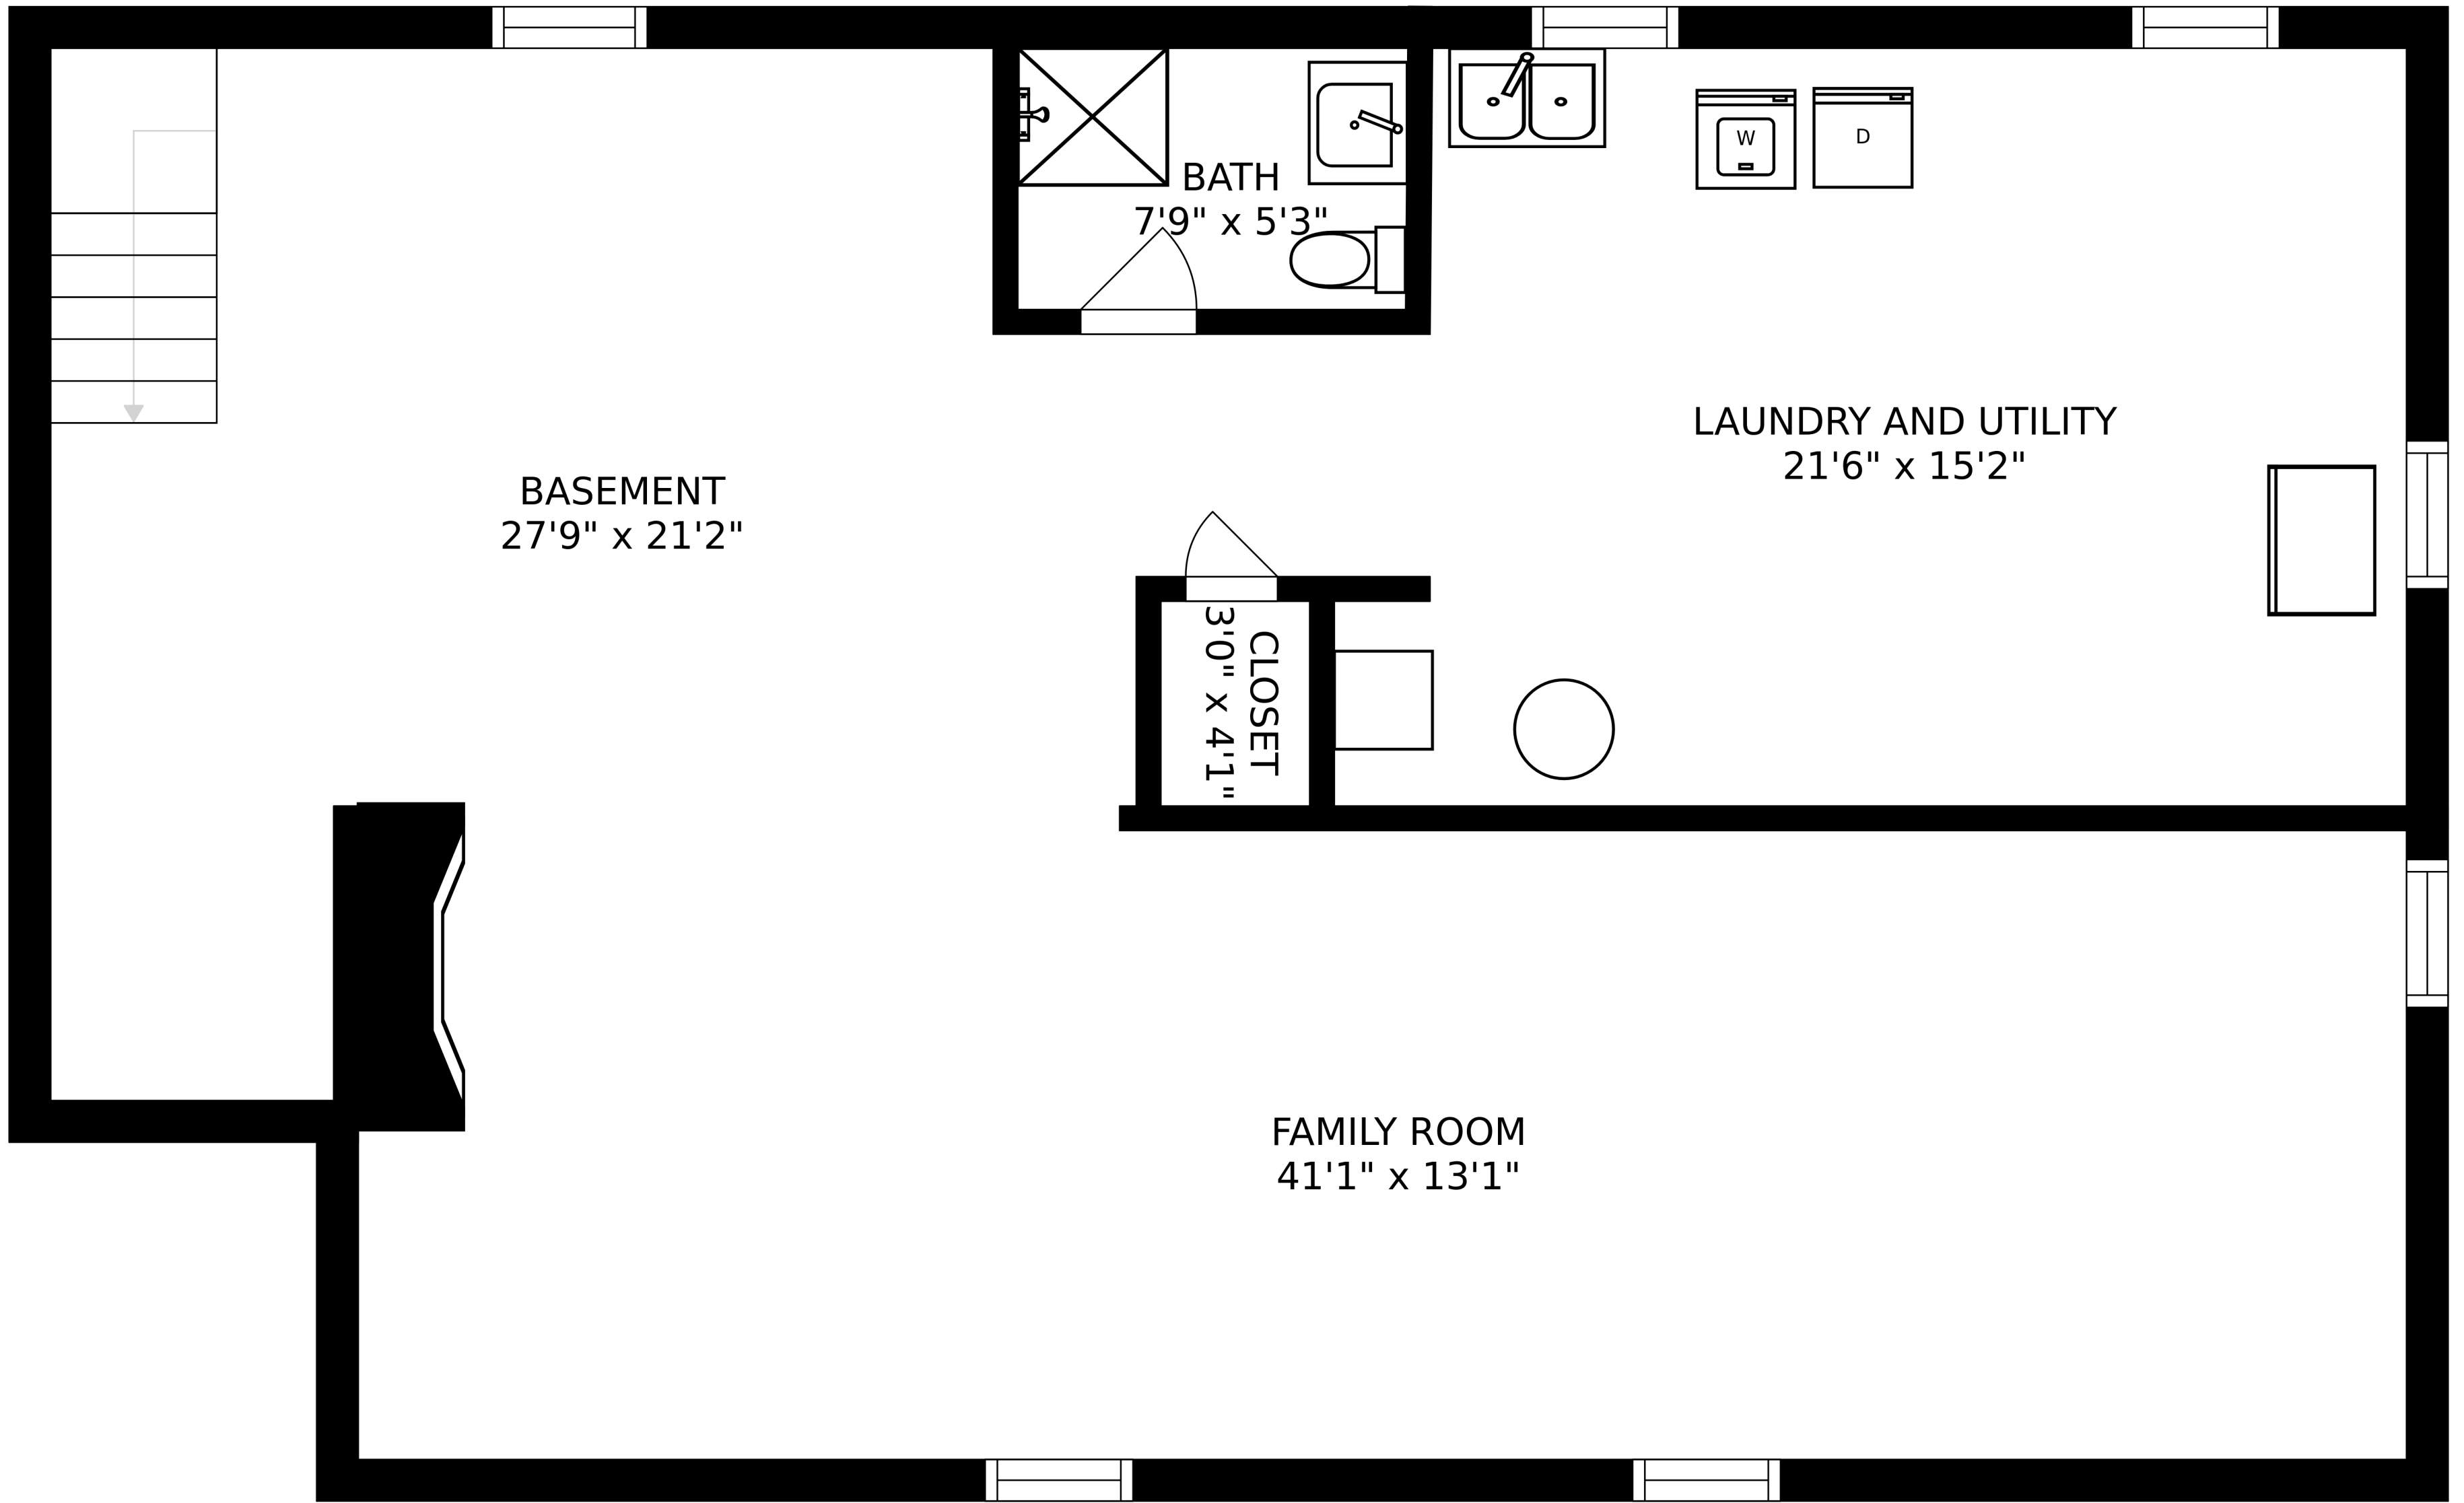 BATH
7'9" x 5'3"
W
D
LAUNDRY AND UTILITY
21'6" x 15'2"
BASEMENT
27'9" x 21'2"
CLOSET
3'0" x 4'1"
FAMILY ROOM
41'1" x 13'1"